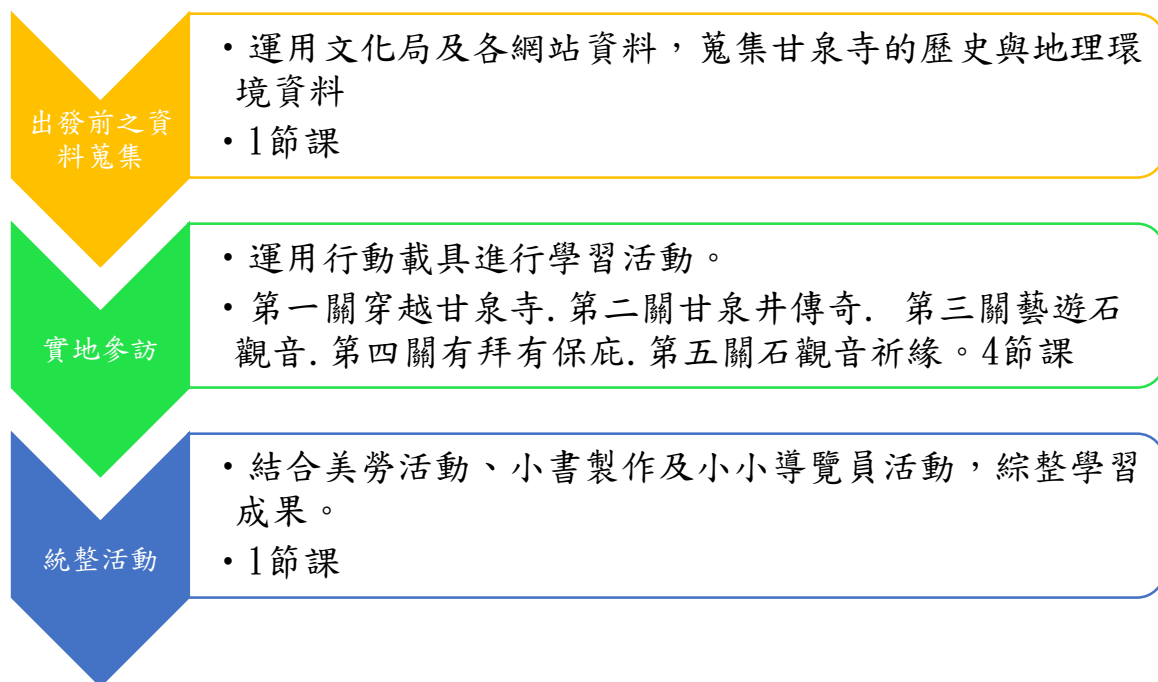 出發前之資
料蒐集
•運用文化局及各網站資料，蒐集甘泉寺的歷史與地理環
境資料
•1節課
實地參訪
•運用行動載具進行學習活動。
•第一關穿越甘泉寺.第二關甘泉井傳奇. 第三關藝遊石
觀音.第四關有拜有保庇.第五關石觀音祈緣。4節課
統整活動
•結合美勞活動、小書製作及小小導覽員活動，綜整學習
成果。
•1節課